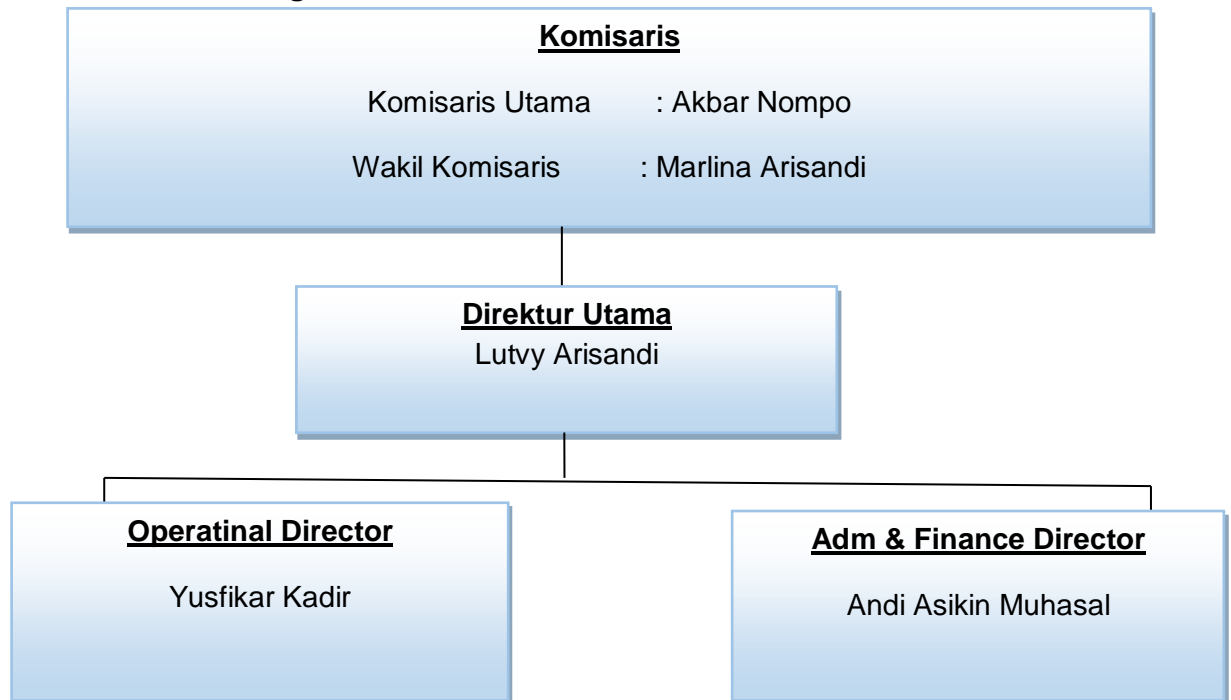 Komisaris
Komisaris Utama : Akbar Nompo
Wakil Komisaris : Marlina Arisandi
Direktur Utama
Lutvy Arisandi
Operatinal Director
Yusfikar Kadir
Adm & Finance Director
Andi Asikin Muhasal